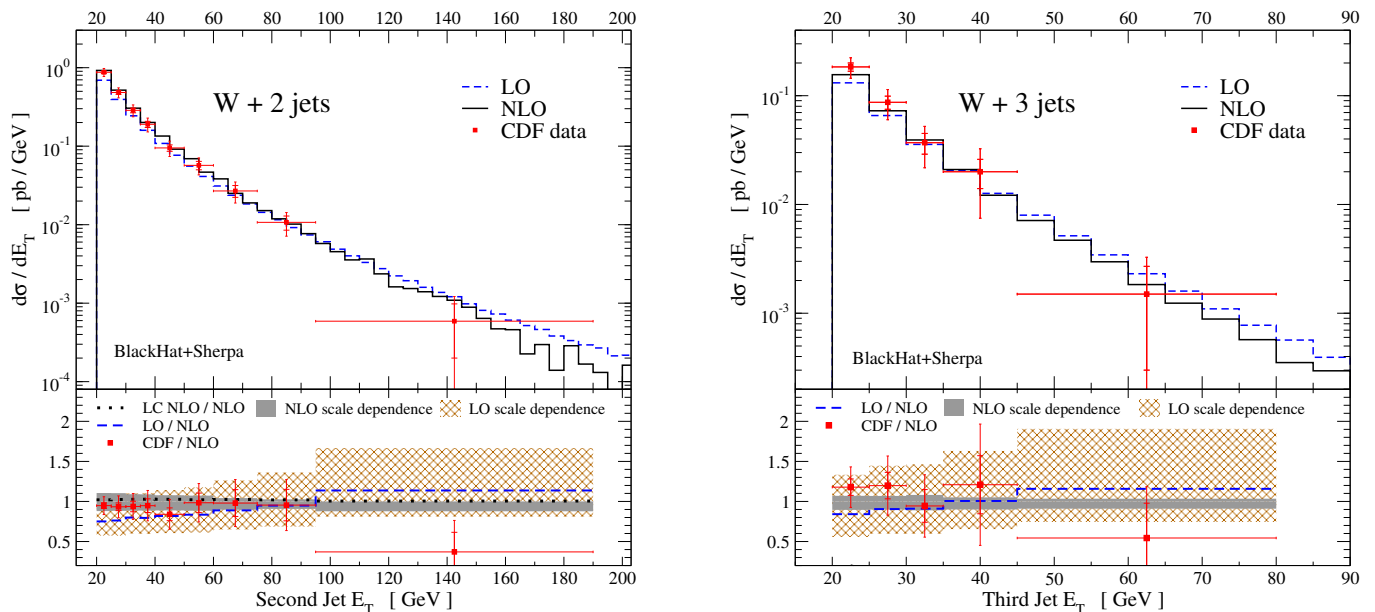 20 40 60 80 100 120 140 160 180 200
10^0
10^-1
10^-2
10^-3
10^-4
dσ / dE_T [ pb / GeV ]
W + 2 jets
LO
NLO
CDF data
BlackHat+Sherpa
LC NLO / NLO
LO / NLO
CDF / NLO
NLO scale dependence
LO scale dependence
2
1.5
1
0.5
20 40 60 80 100 120 140 160 180 200
Second Jet E_T [ GeV ]
20 30 40 50 60 70 80 90
10^-1
10^-2
10^-3
dσ / dE_T [ pb / GeV ]
W + 3 jets
LO
NLO
CDF data
BlackHat+Sherpa
LO / NLO
CDF / NLO
NLO scale dependence
LO scale dependence
2
1.5
1
0.5
20 30 40 50 60 70 80 90
Third Jet E_T [ GeV ]